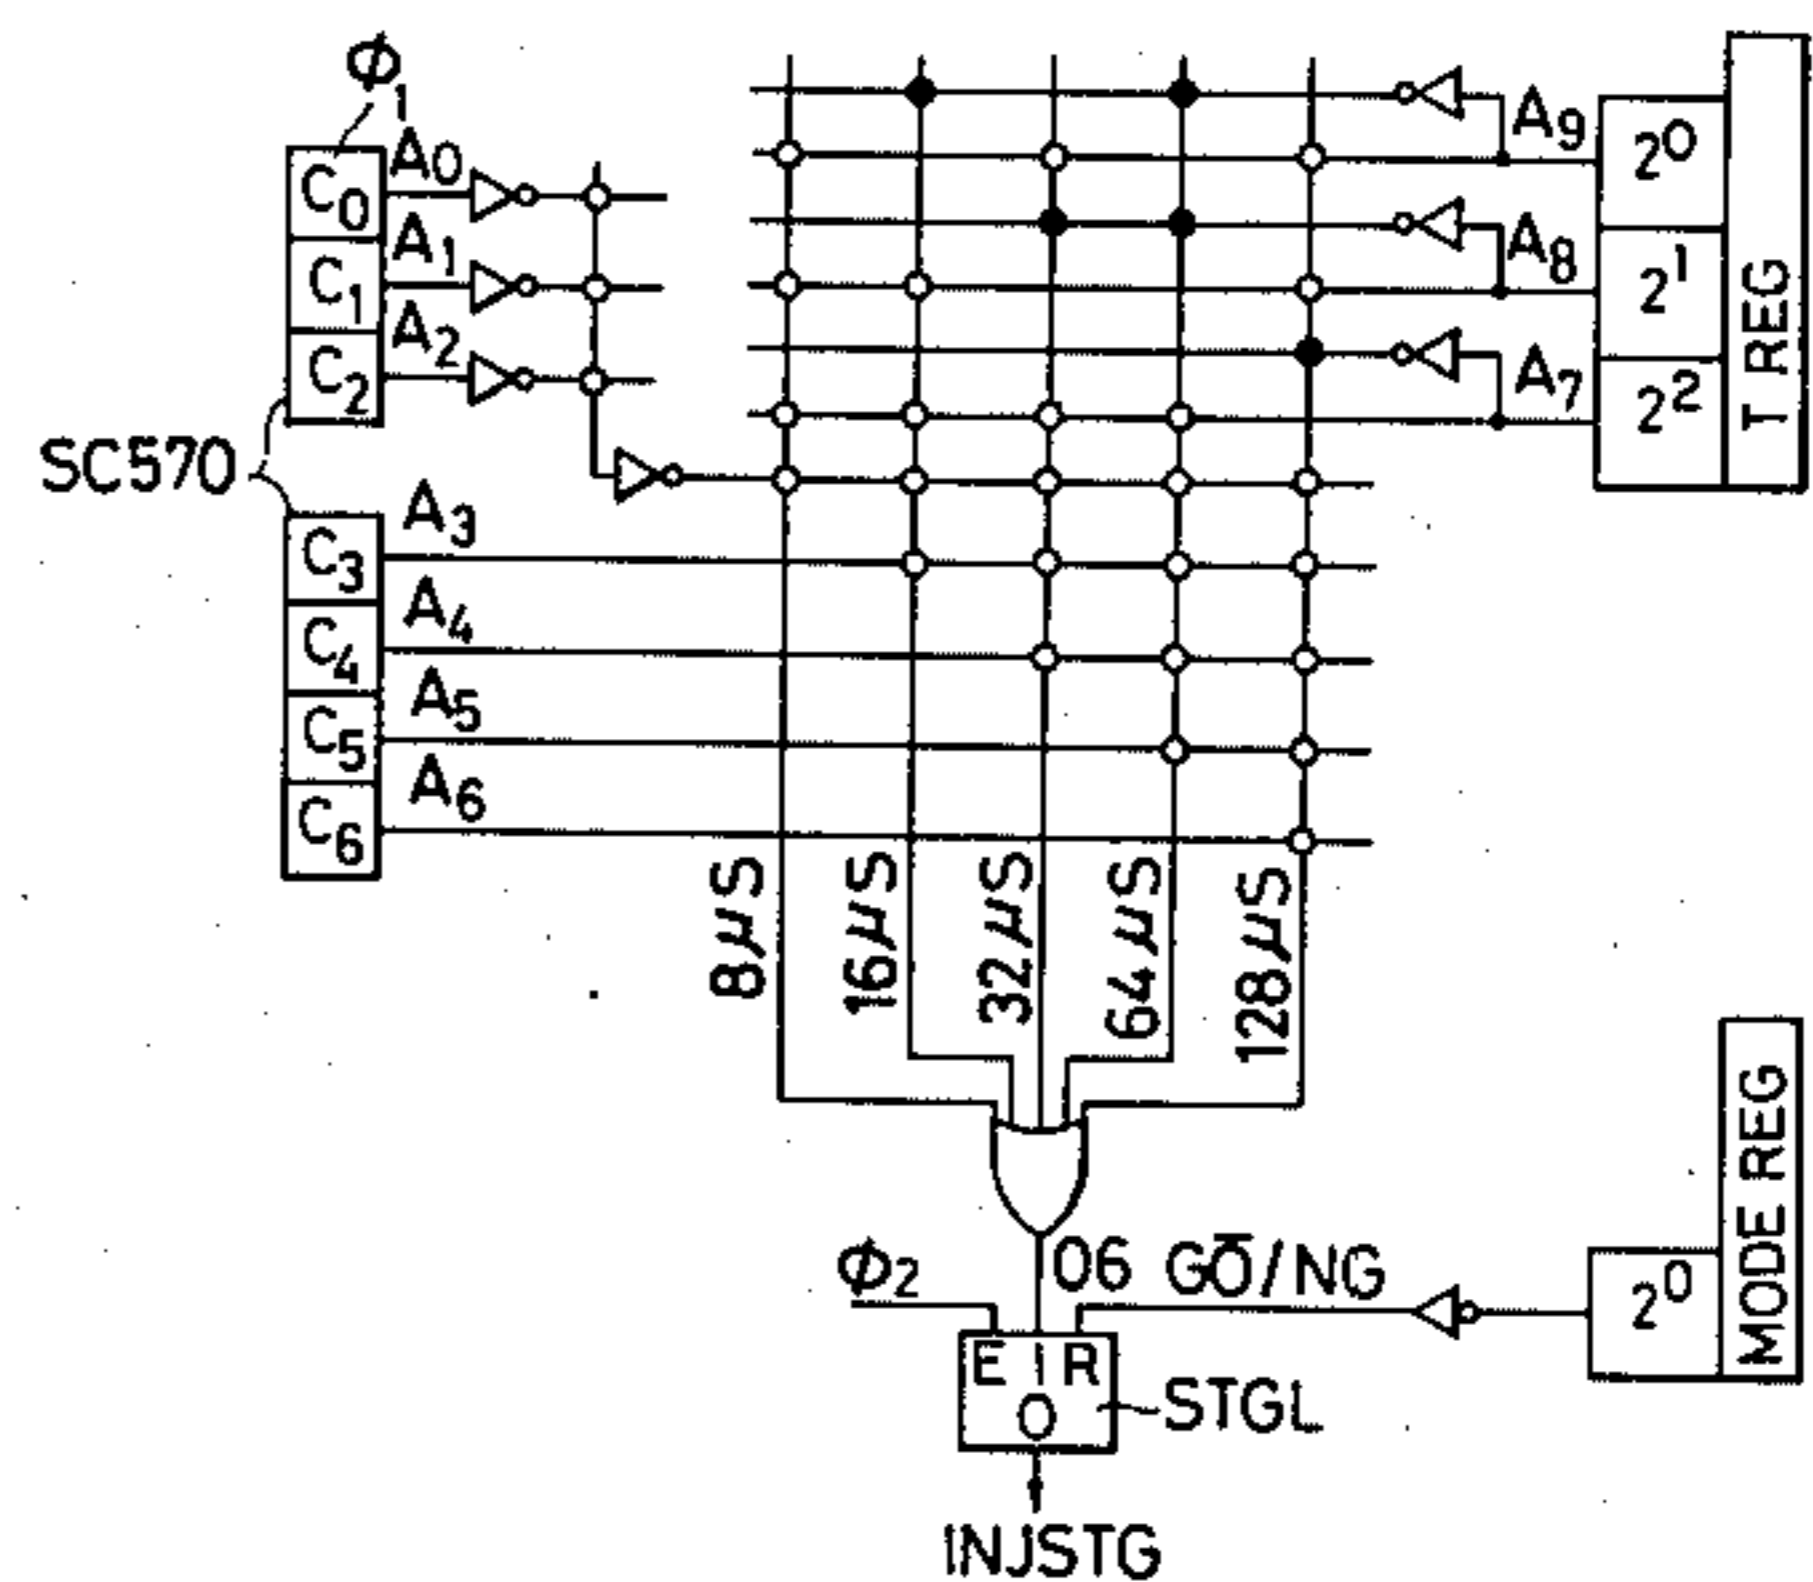 ϕ1
C0
A0
C1
A1
C2
A2
SC570
C3
A3
C4
A4
C5
A5
C6
A6
A9
2^0
A8
2^1
A7
2^2
T REG
8μS
16μS
32μS
64μS
128μS
ϕ2
06 GO̅/NG
2^0
MODE REG
E I R
O
STGL
INJSTG